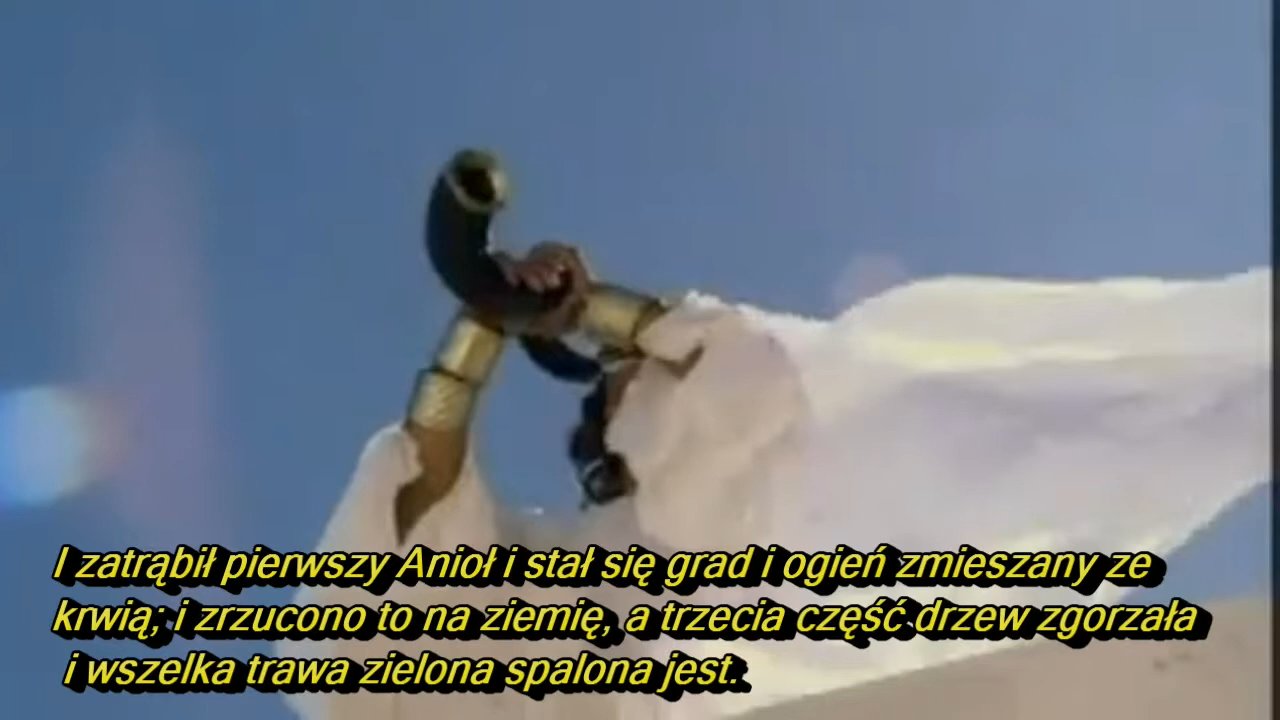 I zatrąbił pierwszy Anioł i stał się grad i ogień zmieszany ze
krwią; i zrzucono to na ziemię, a trzecia część drzew zgorzała
i wszelka trawa zielona spalona jest.